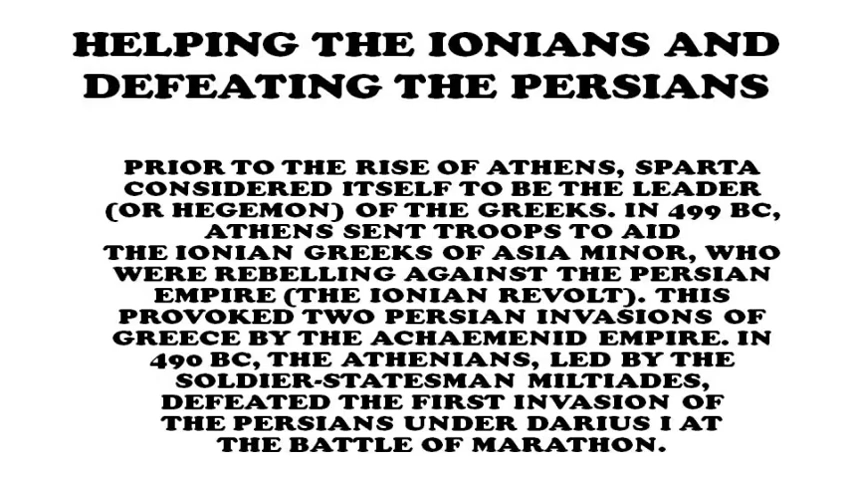 HELPING THE IONIANS AND
DEFEATING THE PERSIANS
PRIOR TO THE RISE OF ATHENS, SPARTA
CONSIDERED ITSELF TO BE THE LEADER
(OR HEGEMON) OF THE GREEKS. IN 499 BC,
ATHENS SENT TROOPS TO AID
THE IONIAN GREEKS OF ASIA MINOR, WHO
WERE REBELLING AGAINST THE PERSIAN
EMPIRE (THE IONIAN REVOLT). THIS
PROVOKED TWO PERSIAN INVASIONS OF
GREECE BY THE ACHAEMENID EMPIRE. IN
490 BC, THE ATHENIANS, LED BY THE
SOLDIER-STATESMAN MILTIADES,
DEFEATED THE FIRST INVASION OF
THE PERSIANS UNDER DARIUS I AT
THE BATTLE OF MARATHON.